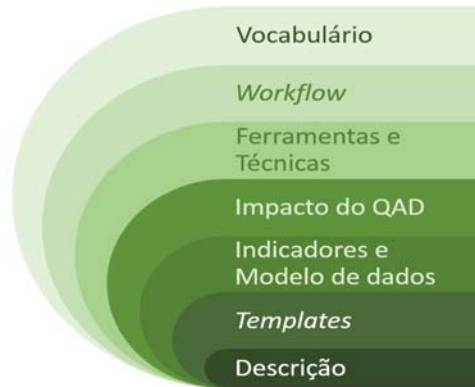 Vocabulário
Workflow
Ferramentas e
Técnicas
Impacto do QAD
Indicadores e
Modelo de dados
Templates
Descrição